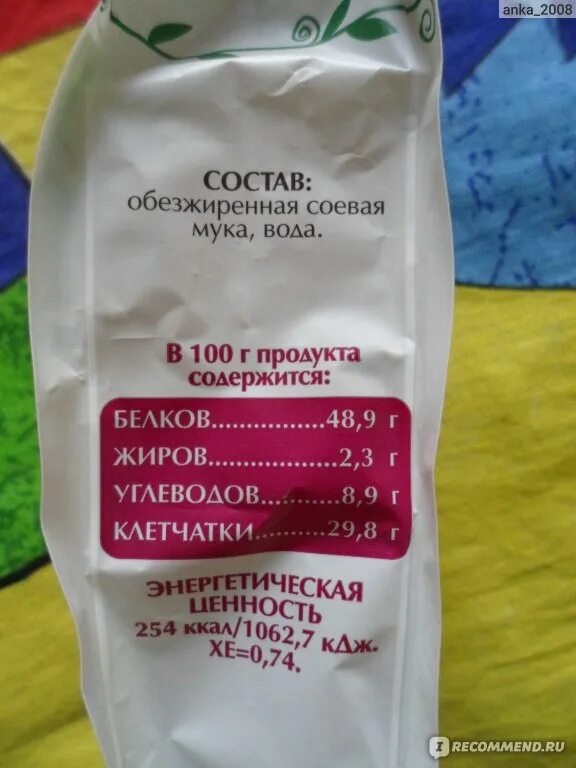 anka_2008
СОСТАВ:
обезжиренная соевая
мука, вода.
В 100 г продукта
содержится:
БЕЛКОВ..................48,9 г
ЖИРОВ.....................2,3 г
УГЛЕВОДОВ.............8,9 г
КЛЕТЧАТКИ............29,8 г
ЭНЕРГЕТИЧЕСКАЯ
ЦЕННОСТЬ
254 ккал/1062,7 кДж.
ХЕ=0,74.
I RECOMMEND.RU